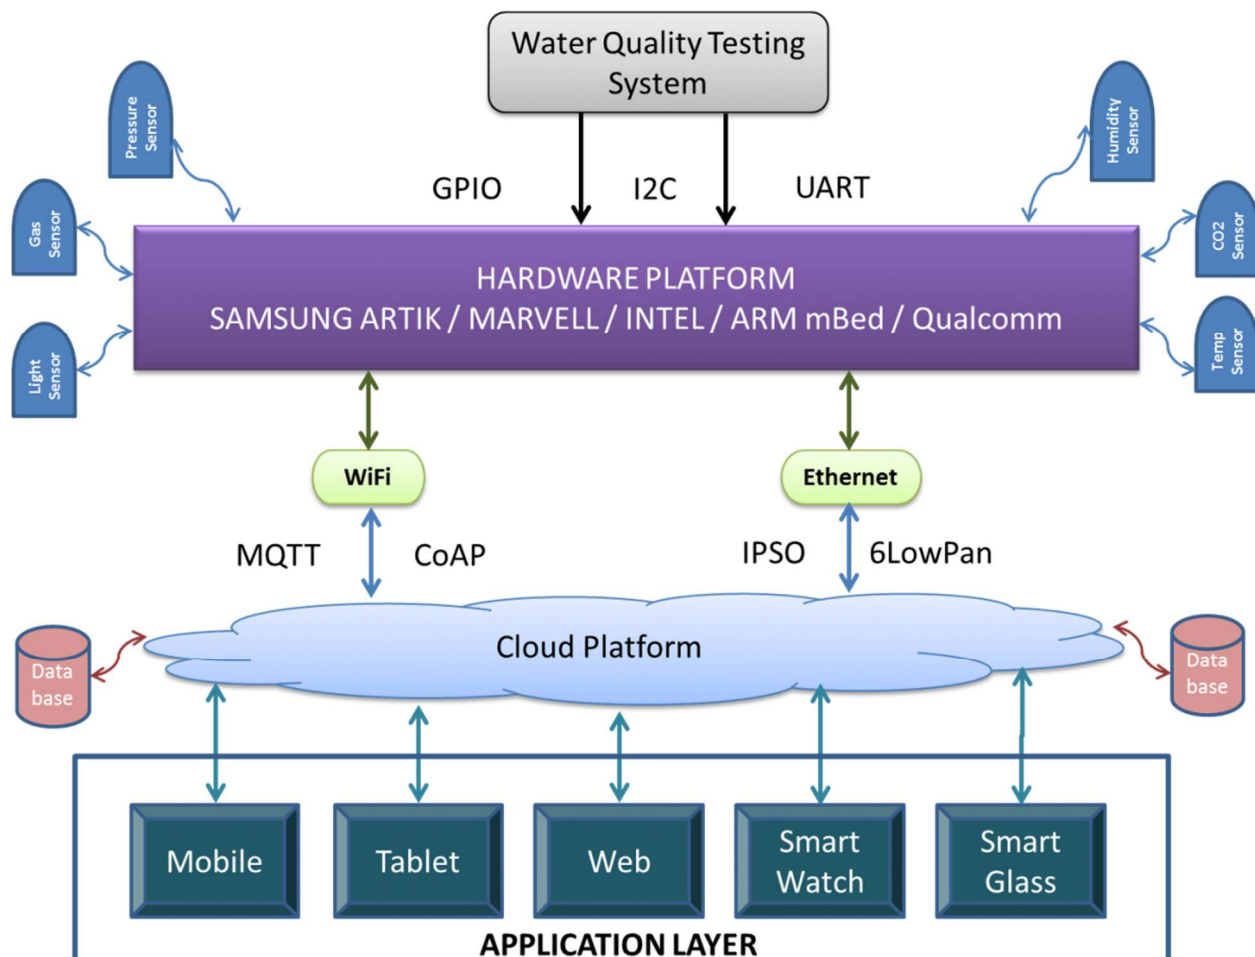 Water Quality Testing
System
Pressure
Sensor
Humidity
Sensor
GPIO
I2C
UART
Gas
Sensor
CO2
Sensor
HARDWARE PLATFORM
SAMSUNG ARTIK / MARVELL / INTEL / ARM mBed / Qualcomm
Light
Sensor
Temp
Sensor
WiFi
Ethernet
MQTT
CoAP
IPSO
6LowPan
Cloud Platform
Data
base
Data
base
Mobile
Tablet
Web
Smart
Watch
Smart
Glass
APPLICATION LAYER